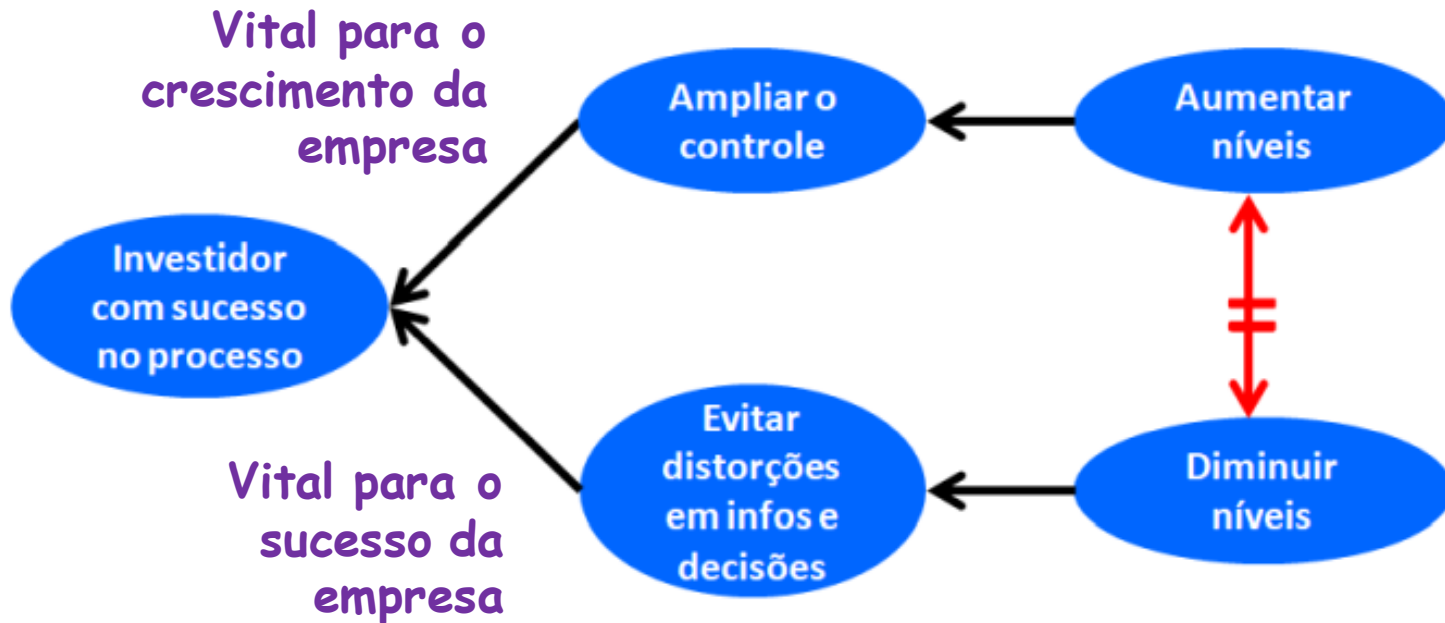 Vital para o
crescimento da
empresa
Ampliar o
controle
Aumentar
níveis
Investidor
com sucesso
no processo
Vital para o
sucesso da
empresa
Evitar
distorções
em infos e
decisões
Diminuir
níveis